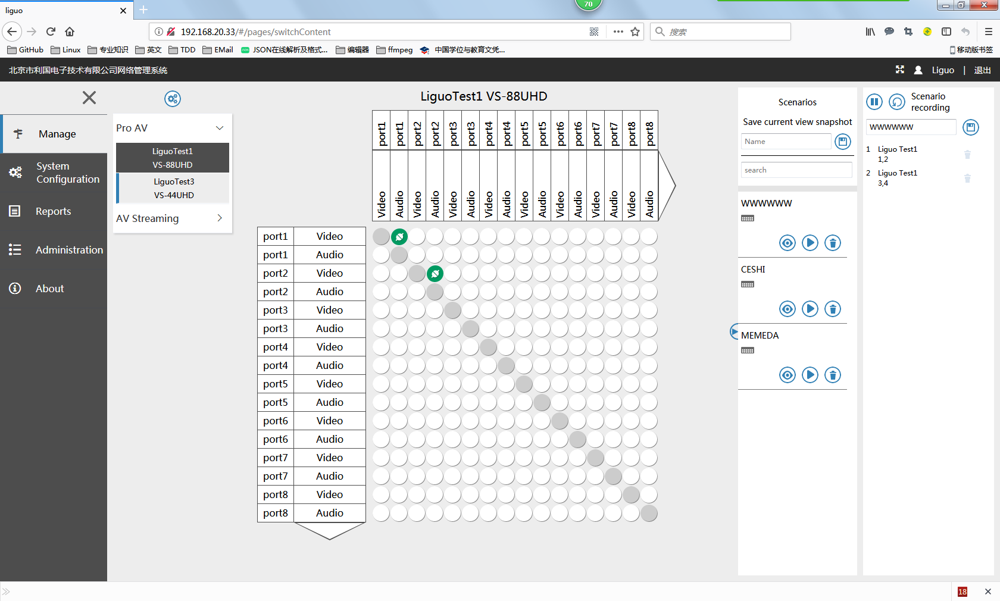 liguo
70
192.168.20.33/#/pages/switchContent
搜索
GitHub
Linux
专业知识
英文
TDD
EMail
JSON在线解析及格式...
编辑器
ffmpeg
中国学位与教育文凭...
移动版书签
北京市利国电子技术有限公司网络管理系统
Liguo | 退出
Manage
System
Configuration
Reports
Administration
About
Pro AV
LiguoTest1
VS-88UHD
LiguoTest3
VS-44UHD
AV Streaming
LiguoTest1 VS-88UHD
port1 port1 port2 port2 port3 port3 port4 port4 port5 port5 port6 port6 port7 port7 port8 port8
Video Audio Video Audio Video Audio Video Audio Video Audio Video Audio Video Audio Video Audio
port1 Video
port1 Audio
port2 Video
port2 Audio
port3 Video
port3 Audio
port4 Video
port4 Audio
port5 Video
port5 Audio
port6 Video
port6 Audio
port7 Video
port7 Audio
port8 Video
port8 Audio
Scenarios
Save current view snapshot
Name
search
WWWWWW
CESHI
MEMEDA
Scenario
recording
WWWWWW
1 Liguo Test1
1,2
2 Liguo Test1
3,4
18